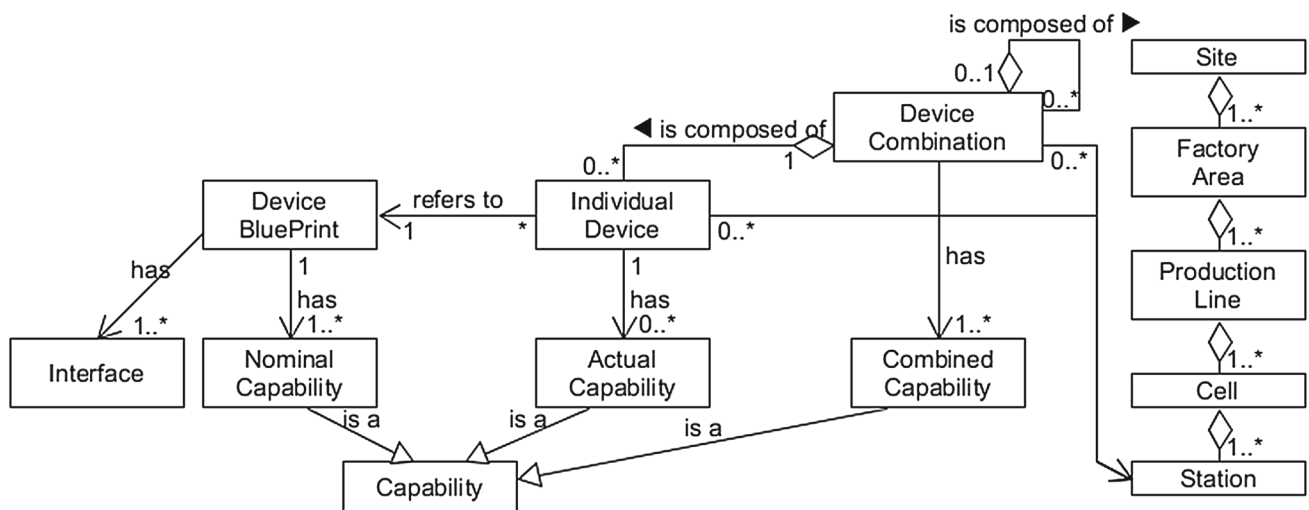 is composed of ▶
Site
0..1
0..*
1..*
Device
Combination
◀ is composed of
1
0..*
0..*
Factory
Area
1..*
Device
BluePrint
refers to
1
*
Individual
Device
0..*
Production
Line
has
1
has
1
has
has
1..*
1..*
0..*
1..*
1..*
Interface
Nominal
Capability
Actual
Capability
Combined
Capability
Cell
is a
is a
is a
1..*
Capability
Station